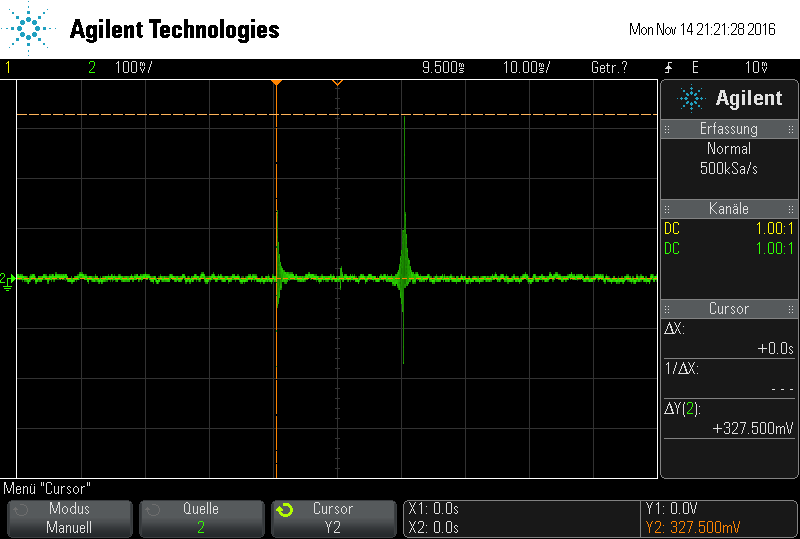 Agilent Technologies
Mon Nov 14 21:21:28 2016
1 2 100mV/ 9.500s 10.00s/ Getr.? E 10mV
Agilent
Erfassung
Normal
500kSa/s
Kanäle
DC 1.00:1
DC 1.00:1
Cursor
ΔX:
+0.0s
1/ΔX:
- - -
ΔY(2):
+327.500mV
2
Menü "Cursor"
Modus
Manuell
Quelle
2
Cursor
Y2
X1: 0.0s
X2: 0.0s
Y1: 0.0V
Y2: 327.500mV